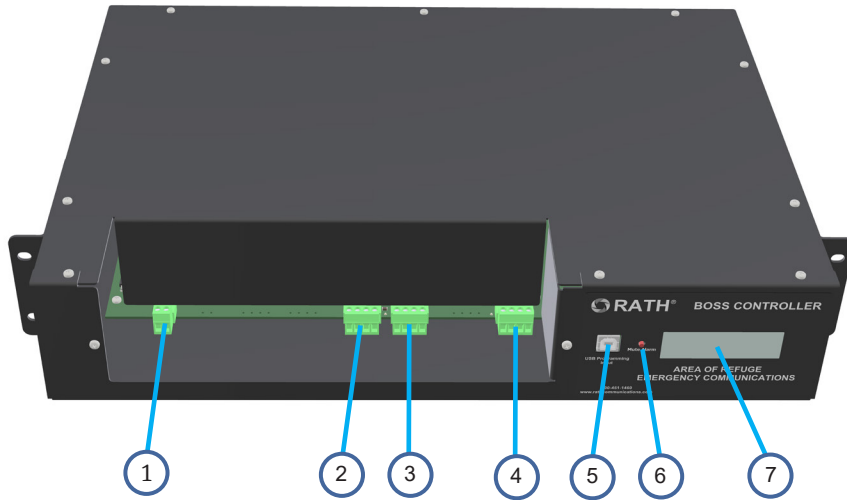 RATH® BOSS CONTROLLER
Mute Alarm
USB Programming
Input
AREA OF REFUGE
EMERGENCY COMMUNICATIONS
1 2 3 4 5 6 7